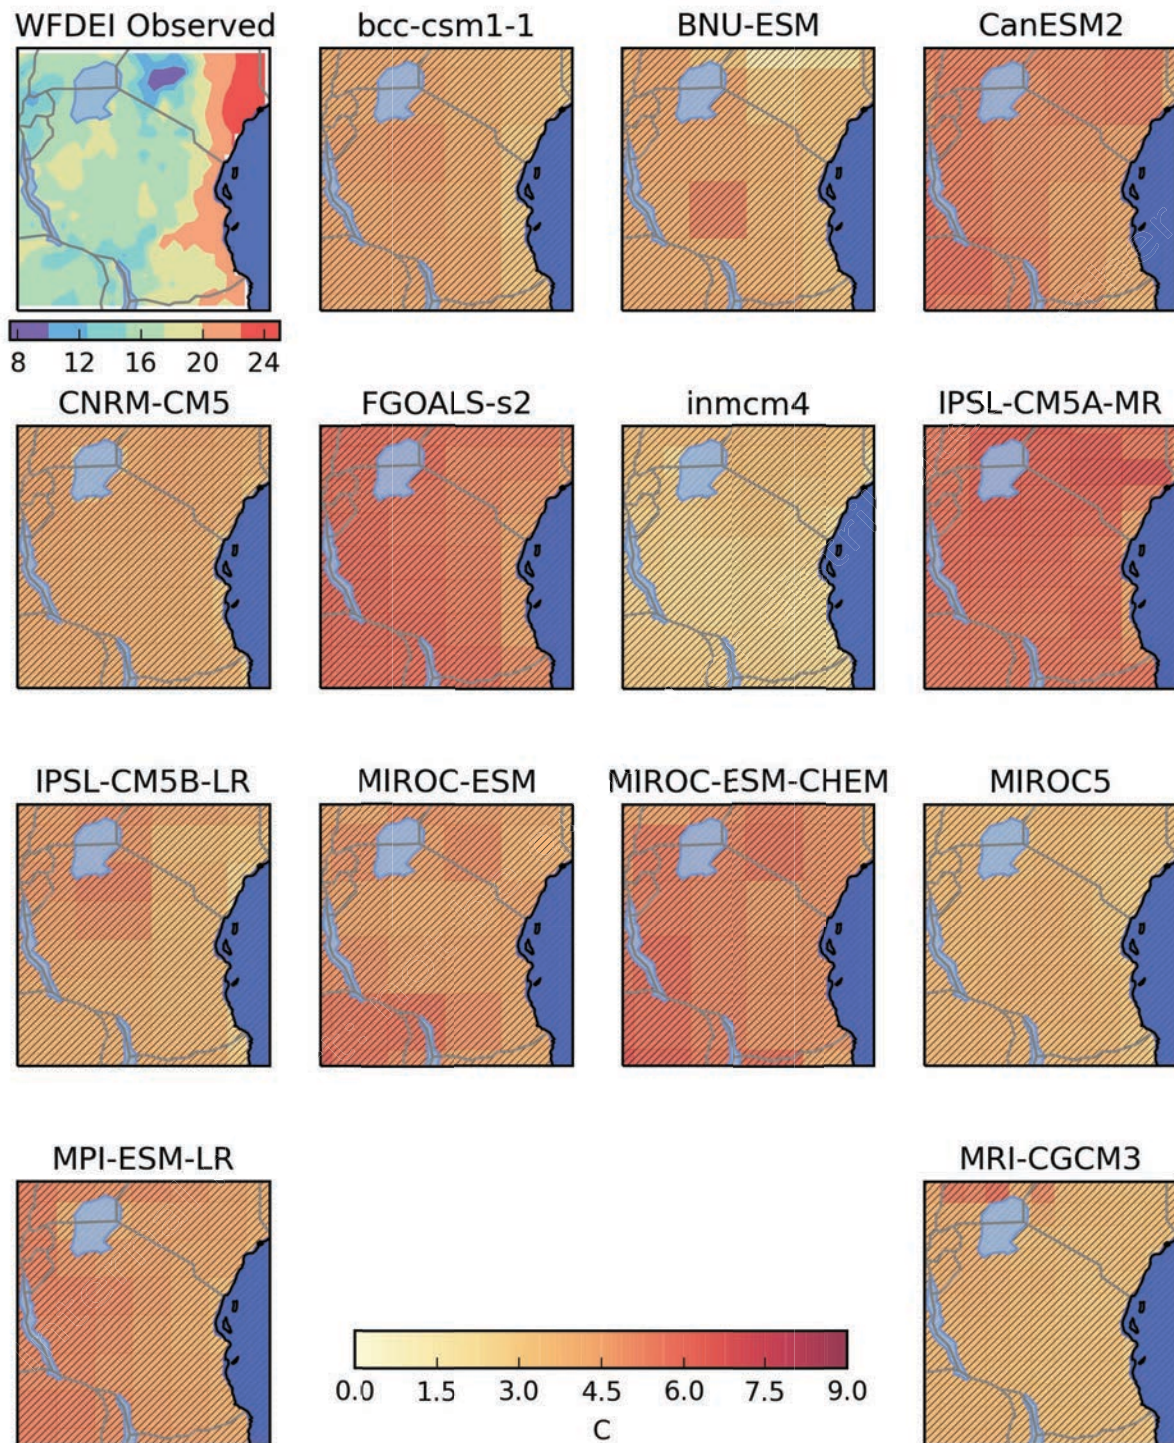 WFDEI Observed bcc-csm1-1 BNU-ESM CanESM2
8 12 16 20 24
CNRM-CM5 FGOALS-s2 inmcm4 IPSL-CM5A-MR
IPSL-CM5B-LR MIROC-ESM MIROC-ESM-CHEM MIROC5
MPI-ESM-LR MRI-CGCM3
0.0 1.5 3.0 4.5 6.0 7.5 9.0
C